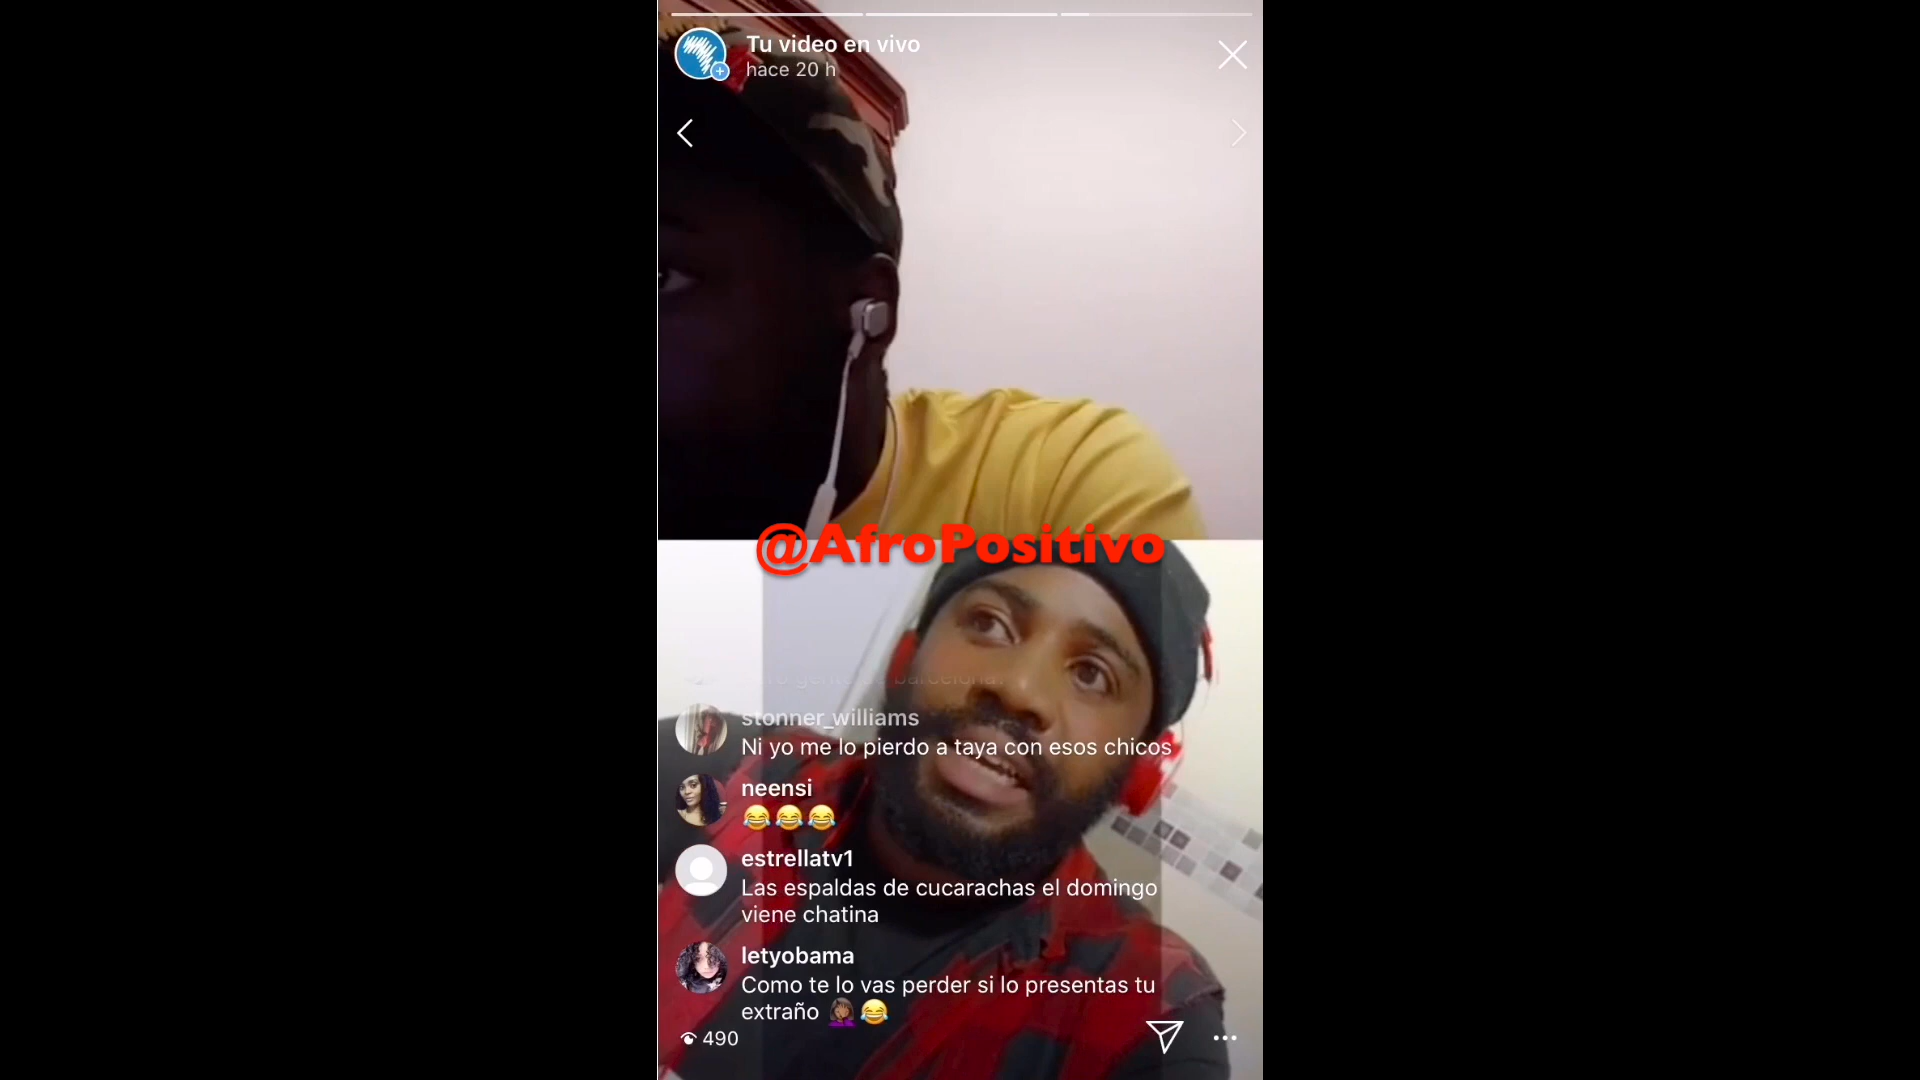 Tu video en vivo
hace 20 h
@AfroPositivo
stonner_williams
Ni yo me lo pierdo a taya con esos chicos
neensi
😂😂😂
estrellatv1
Las espaldas de cucarachas el domingo
viene chatina
letyobama
Como te lo vas perder si lo presentas tu
extraño 🤦🏾‍♀️😂
490